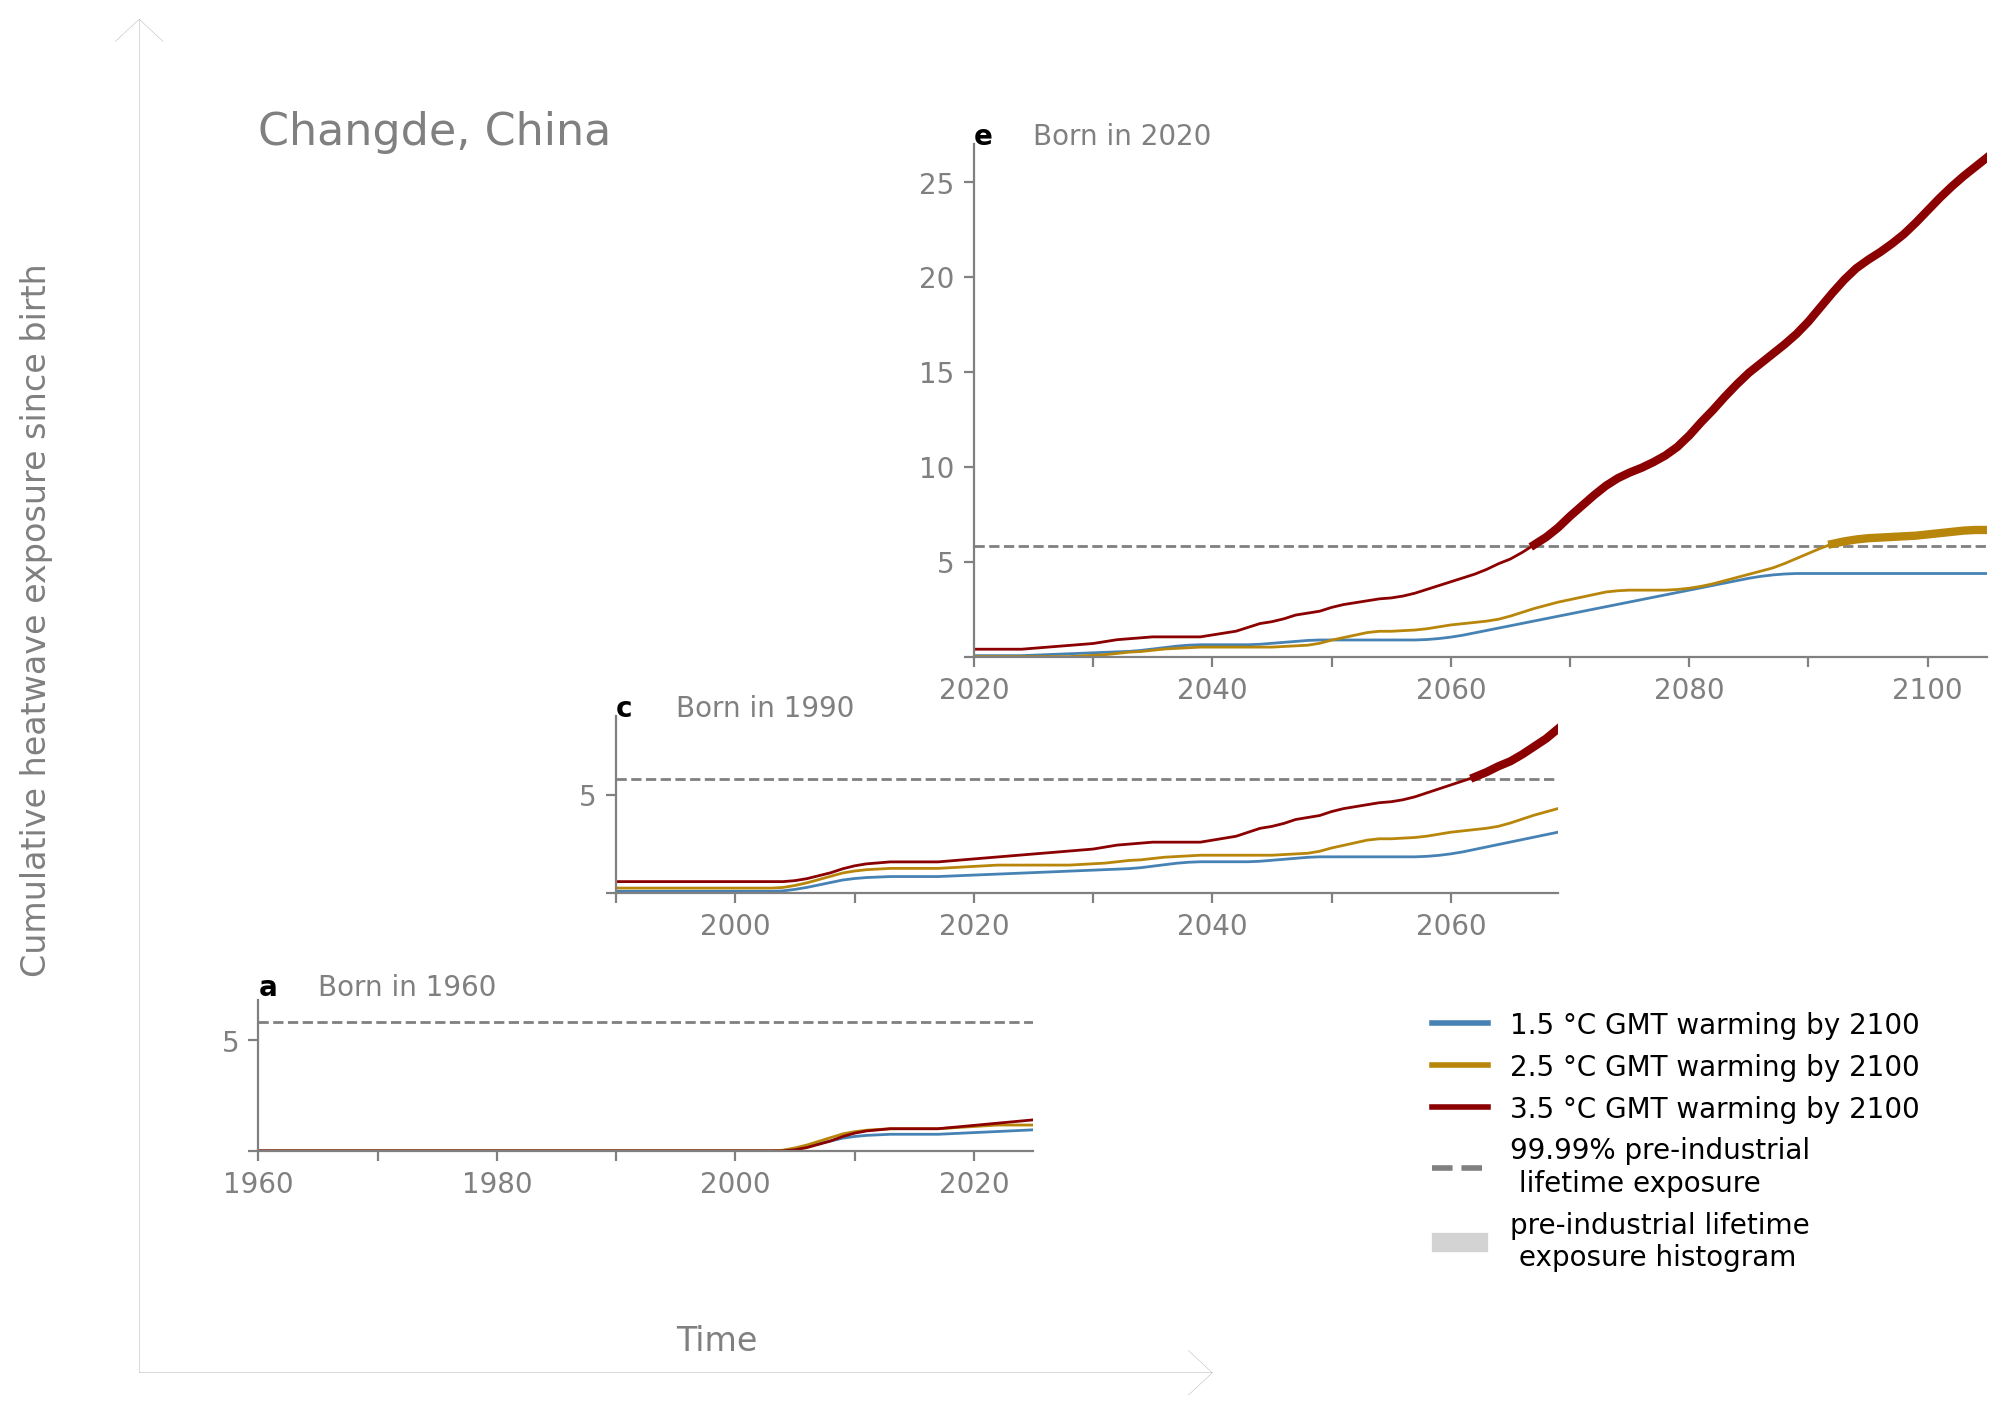 Changde, China
Cumulative heatwave exposure since birth
e Born in 2020
25
20
15
10
5
2020 2040 2060 2080 2100
c Born in 1990
5
2000 2020 2040 2060
a Born in 1960
5
1960 1980 2000 2020
1.5 °C GMT warming by 2100
2.5 °C GMT warming by 2100
3.5 °C GMT warming by 2100
99.99% pre-industrial
lifetime exposure
pre-industrial lifetime
exposure histogram
Time